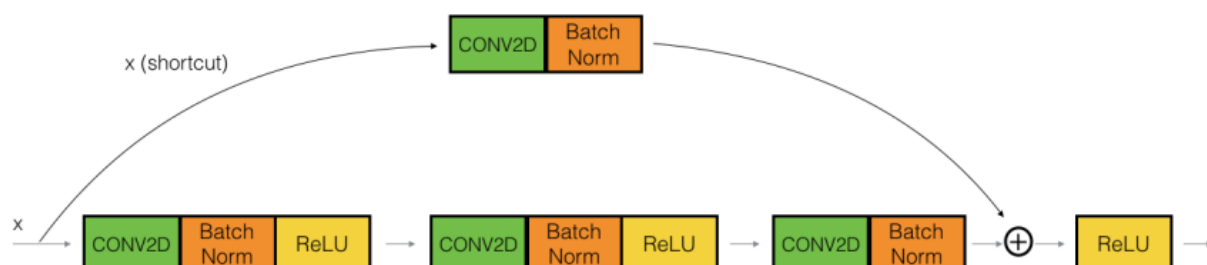 CONV2D
Batch
Norm
x (shortcut)
x
CONV2D
Batch
Norm
ReLU
CONV2D
Batch
Norm
ReLU
CONV2D
Batch
Norm
ReLU